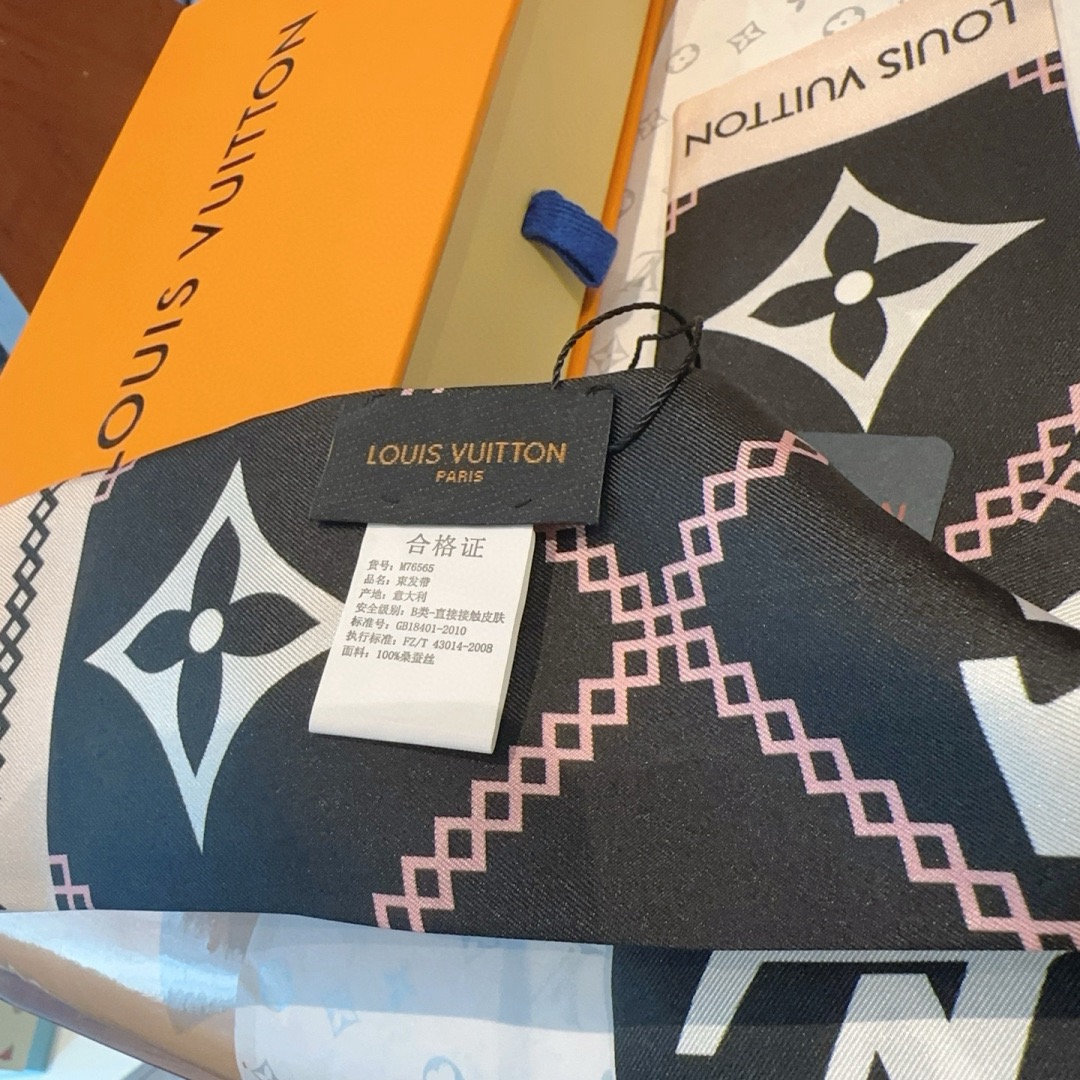 LOUIS VUITTON
LOUIS VUITTON
LOUIS VUITTON
PARIS
合格证
货号：M76565
品名：束发带
产地：意大利
安全级别：B类-直接接触皮肤
标准号：GB18401-2010
执行标准：FZ/T 43014-2008
面料：100%桑蚕丝